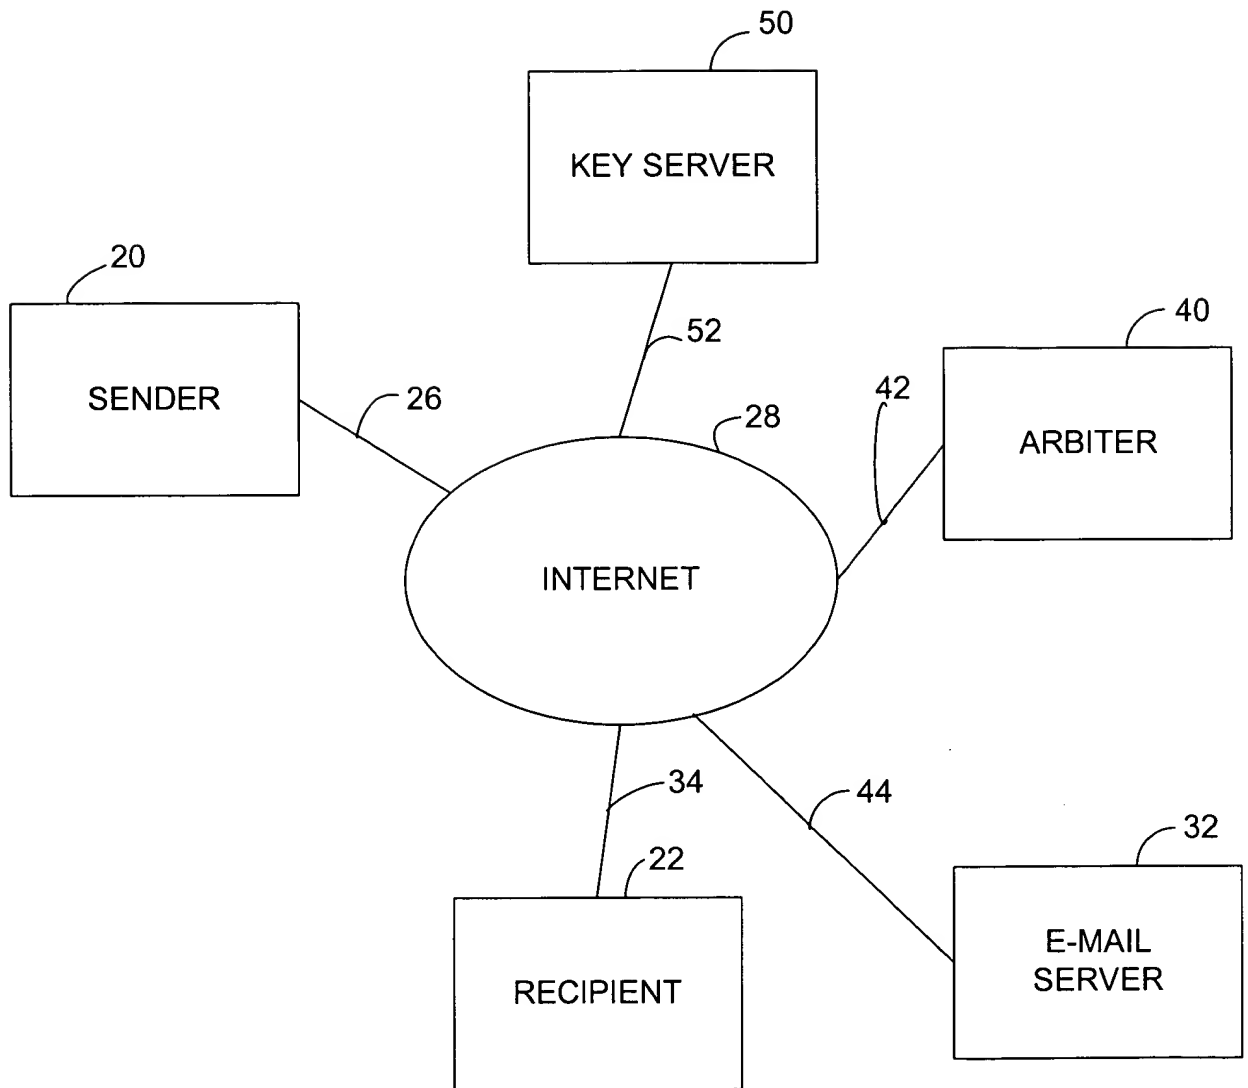 50
KEY SERVER
20
52
40
SENDER
26
42
28
ARBITER
INTERNET
34
44
32
22
E-MAIL
SERVER
RECIPIENT